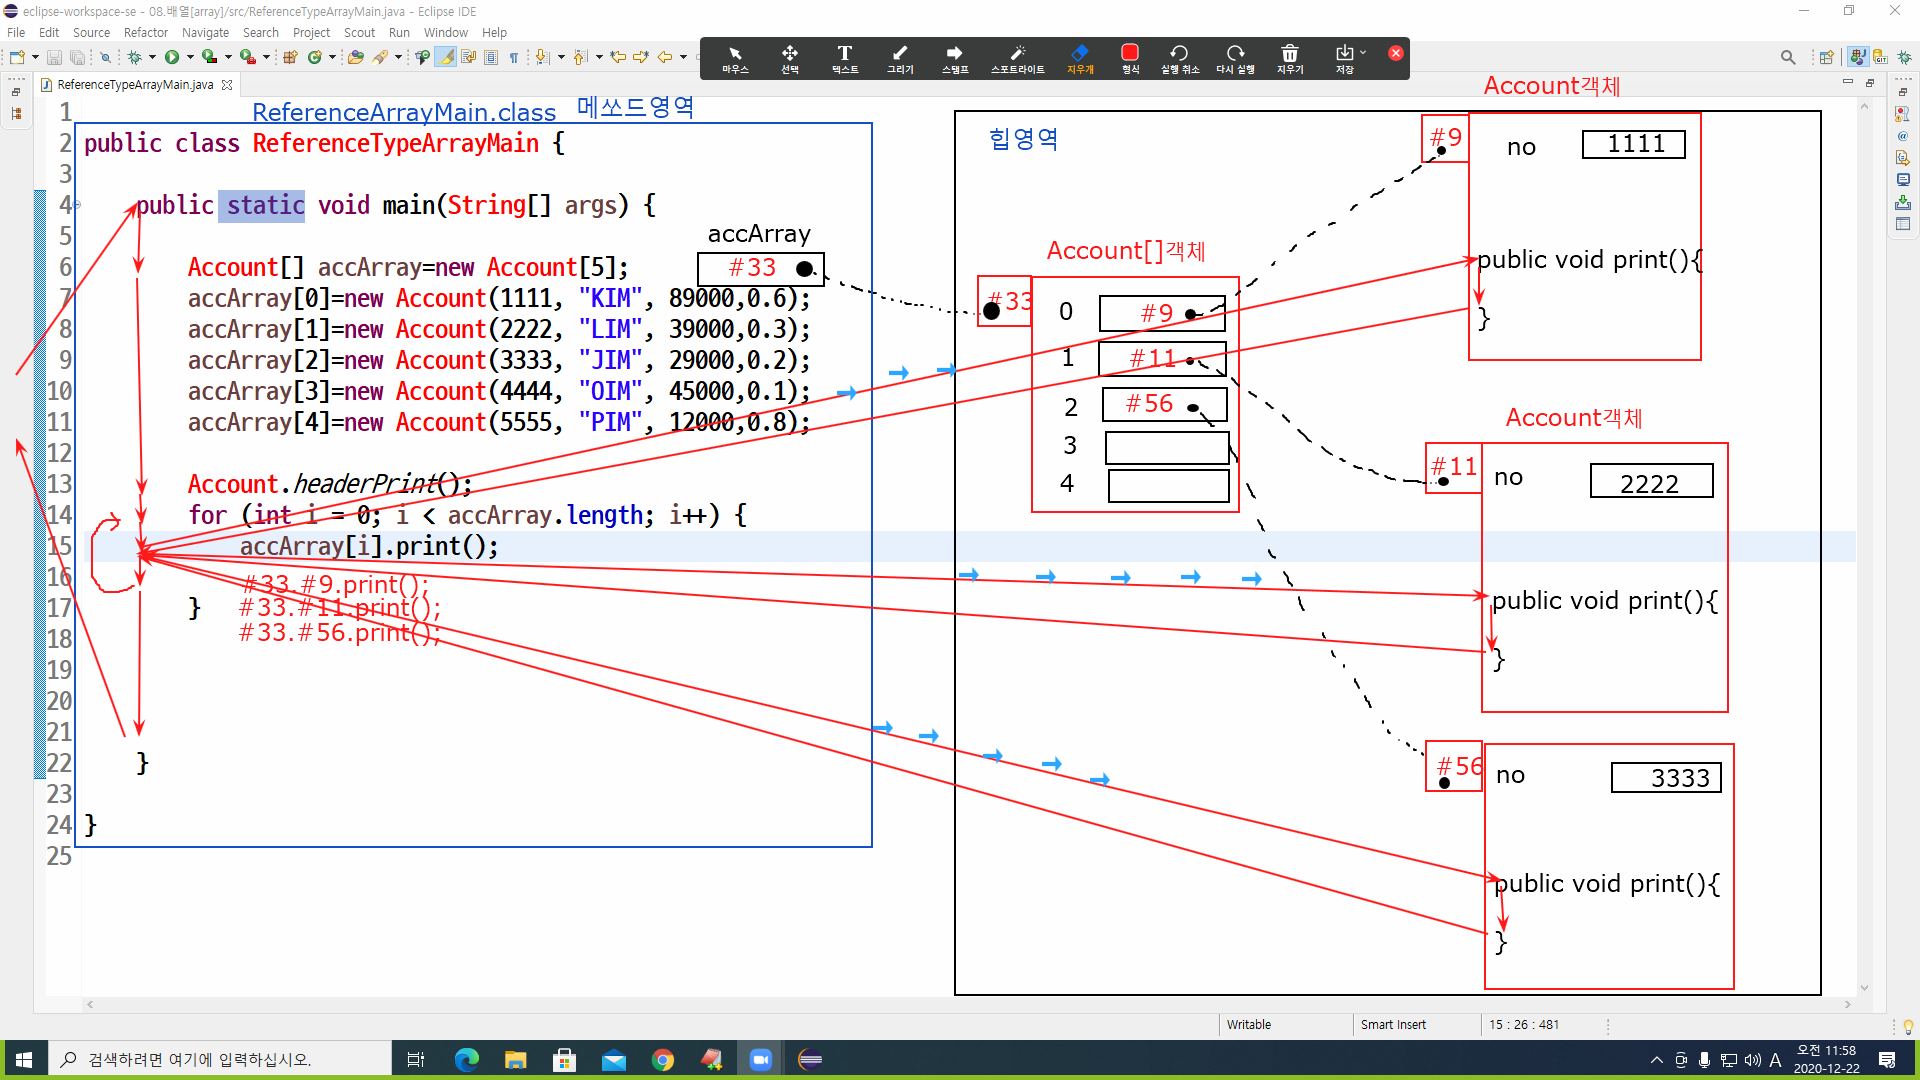 eclipse-workspace-se - 08.배열[array]/src/ReferenceTypeArrayMain.java - Eclipse IDE
File Edit Source Refactor Navigate Search Project Scout Run Window Help
마우스 선택 텍스트 그리기 스탬프 스포트라이트 지우개 형식 실행 취소 다시 실행 지우기 저장
ReferenceTypeArrayMain.java
ReferenceArrayMain.class 메쏘드영역
1
2 public class ReferenceTypeArrayMain {
3
4 public static void main(String[] args) {
5
6 Account[] accArray=new Account[5];
7 accArray[0]=new Account(1111, "KIM", 89000,0.6);
8 accArray[1]=new Account(2222, "LIM", 39000,0.3);
9 accArray[2]=new Account(3333, "JIM", 29000,0.2);
10 accArray[3]=new Account(4444, "OIM", 45000,0.1);
11 accArray[4]=new Account(5555, "PIM", 12000,0.8);
12
13 Account.headerPrint();
14 for (int i = 0; i < accArray.length; i++) {
15 accArray[i].print();
16
#33.#9.print();
17 }
#33.#11.print();
18
#33.#56.print();
19
20
21
22 }
23
24 }
25
accArray
#33
힙영역
Account[]객체
#33
0 #9
1 #11
2 #56
3
4
Account객체
#9
no 1111
public void print(){
}
Account객체
#11
no 2222
public void print(){
}
#56
no 3333
public void print(){
}
Writable Smart Insert 15 : 26 : 481
검색하려면 여기에 입력하십시오.
A
오전 11:58
2020-12-22